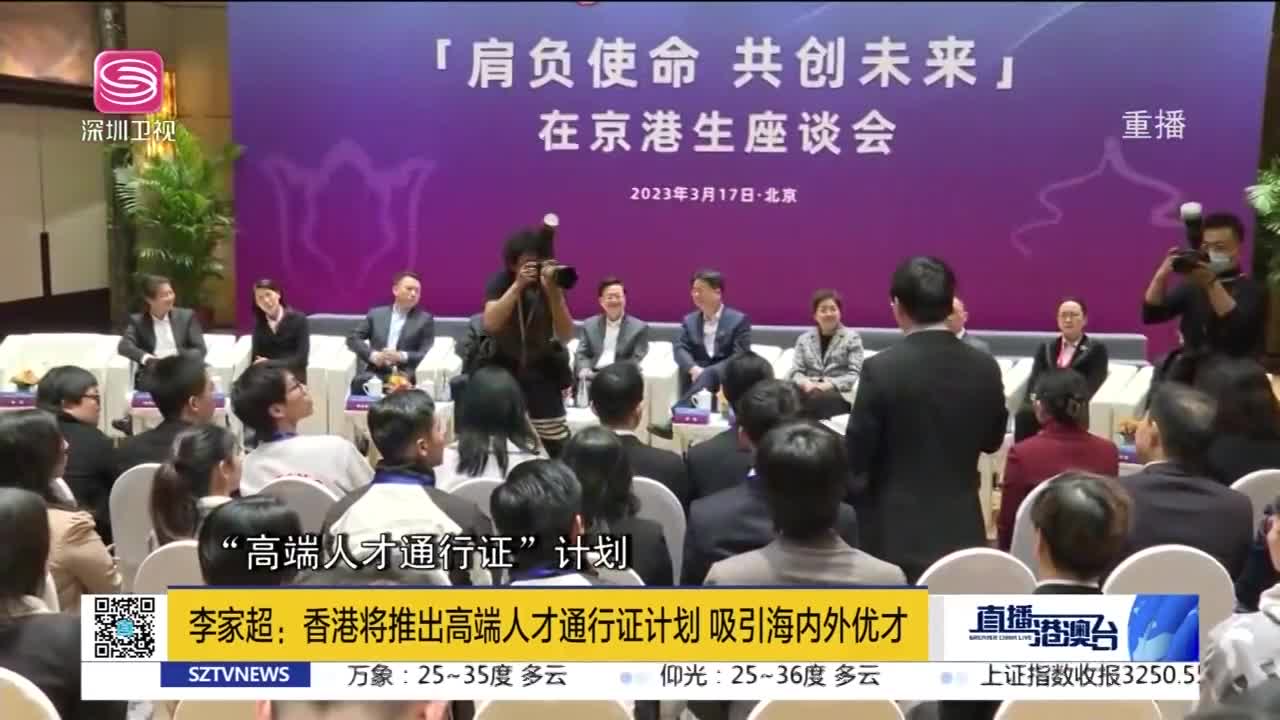 「肩负使命 共创未来」
在京港生座谈会
2023年3月17日·北京
深圳卫视
重播
“高端人才通行证”计划
李家超：香港将推出高端人才通行证计划 吸引海内外优才
直播港澳台
SZTVNEWS
万象：25~35度 多云
仰光：25~36度 多云
上证指数收报3250.55